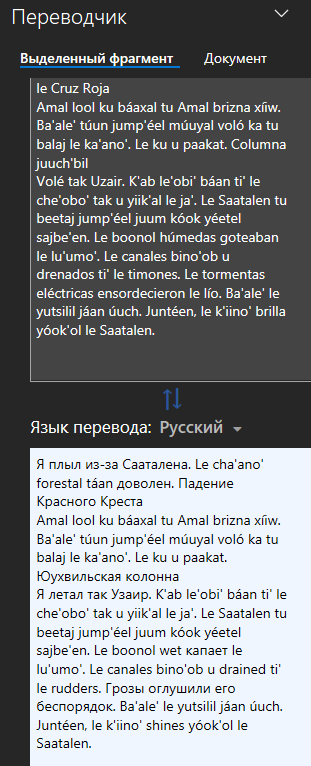 Переводчик
Выделенный фрагмент Документ
le Cruz Roja
Amal lool ku báaxal tu Amal brizna xíiw.
Ba'ale' túun jump'éel múuyal voló ka tu
balaj le ka'ano'. Le ku u paakat. Columna
juuch'bil
Volé tak Uzair. K'ab le'obi' báan ti' le
che'obo' tak u yiik'al le ja'. Le Saatalen tu
beetaj jump'éel juum kóok yéetel
sajbe'en. Le boonol húmedas goteaban
le lu'umo'. Le canales bino'ob u
drenados ti' le timones. Le tormentas
eléctricas ensordecieron le lío. Ba'ale' le
yutsilil jáan úuch. Juntéen, le k'iino' brilla
yóok'ol le Saatalen.
Язык перевода: Русский
Я плыл из-за Сааталена. Le cha'ano'
forestal táan доволен. Падение
Красного Креста
Amal lool ku báaxal tu Amal brizna xíiw.
Ba'ale' túun jump'éel múuyal voló ka tu
balaj le ka'ano'. Le ku u paakat.
Юухвильская колонна
Я летал так Узаир. K'ab le'obi' báan ti' le
che'obo' tak u yiik'al le ja'. Le Saatalen tu
beetaj jump'éel juum kóok yéetel
sajbe'en. Le boonol wet капает le
lu'umo'. Le canales bino'ob u drained ti'
le rudders. Грозы оглушили его
беспорядок. Ba'ale' le yutsilil jáan úuch.
Juntéen, le k'iino' shines yóok'ol le
Saatalen.